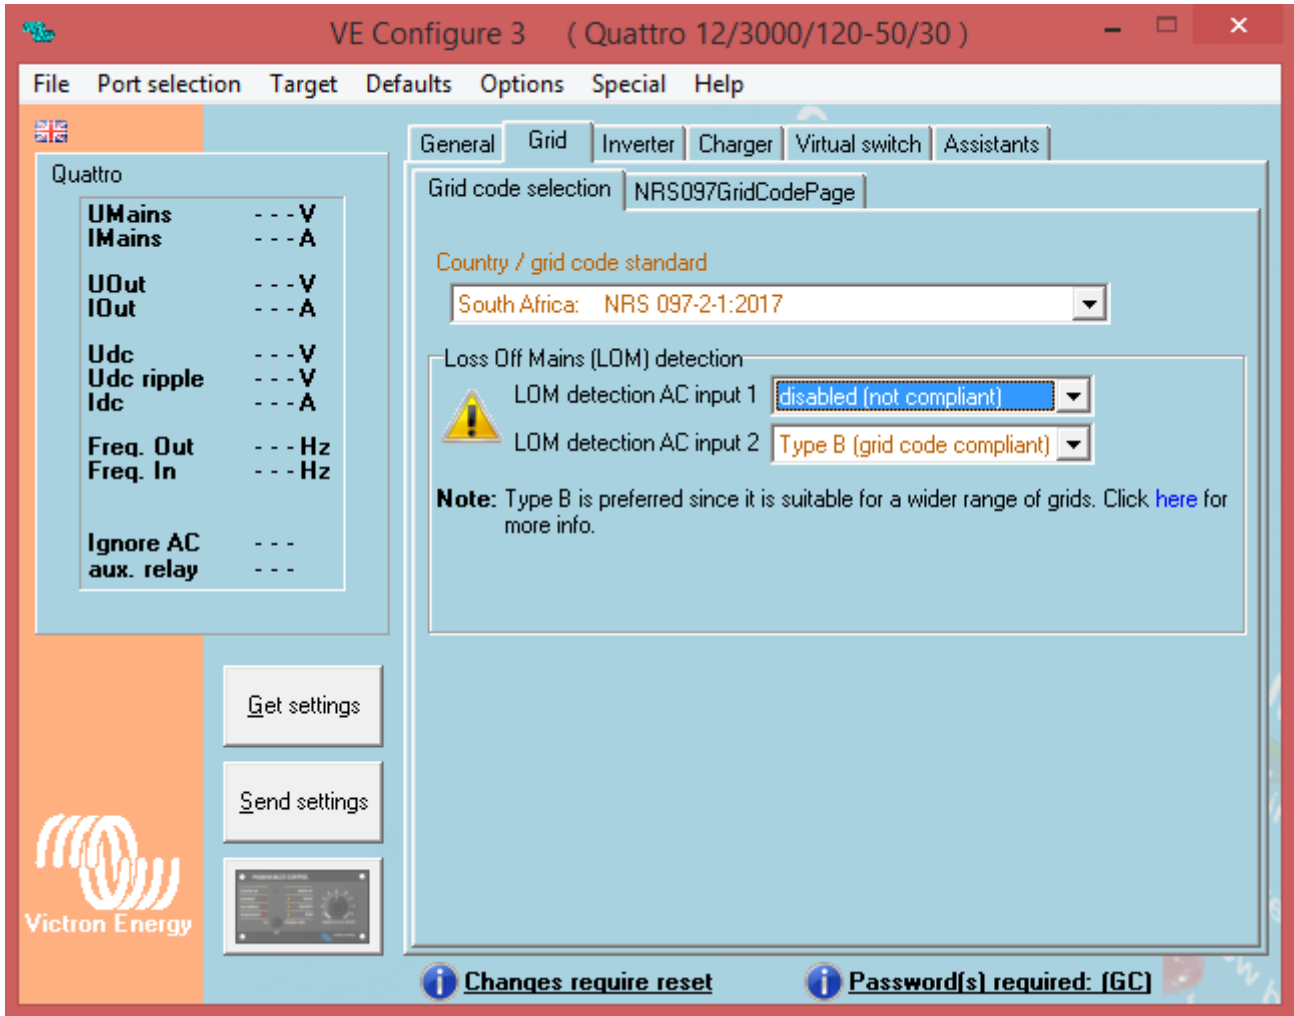 VE Configure 3 ( Quattro 12/3000/120-50/30 )
File Port selection Target Defaults Options Special Help
General Grid Inverter Charger Virtual switch Assistants
Grid code selection NRS097GridCodePage
Quattro
UMains - - - V
IMains - - - A
UOut - - - V
IOut - - - A
Udc - - - V
Udc ripple - - - V
Idc - - - A
Freq. Out - - - Hz
Freq. In - - - Hz
Ignore AC - - -
aux. relay - - -
Country / grid code standard
South Africa: NRS 097-2-1:2017
Loss Off Mains (LOM) detection
LOM detection AC input 1 disabled (not compliant)
LOM detection AC input 2 Type B (grid code compliant)
Note: Type B is preferred since it is suitable for a wider range of grids. Click here for
more info.
Get settings
Send settings
Victron Energy
Changes require reset
Password(s) required: (GC)